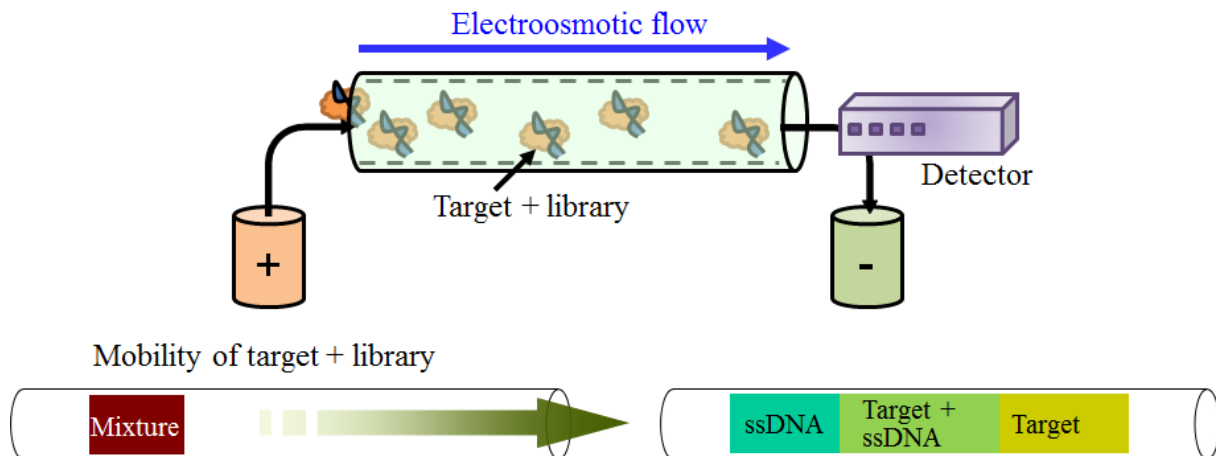 Electroosmotic flow
Target + library
Detector
+
-
Mobility of target + library
Mixture
ssDNA
Target +
ssDNA
Target